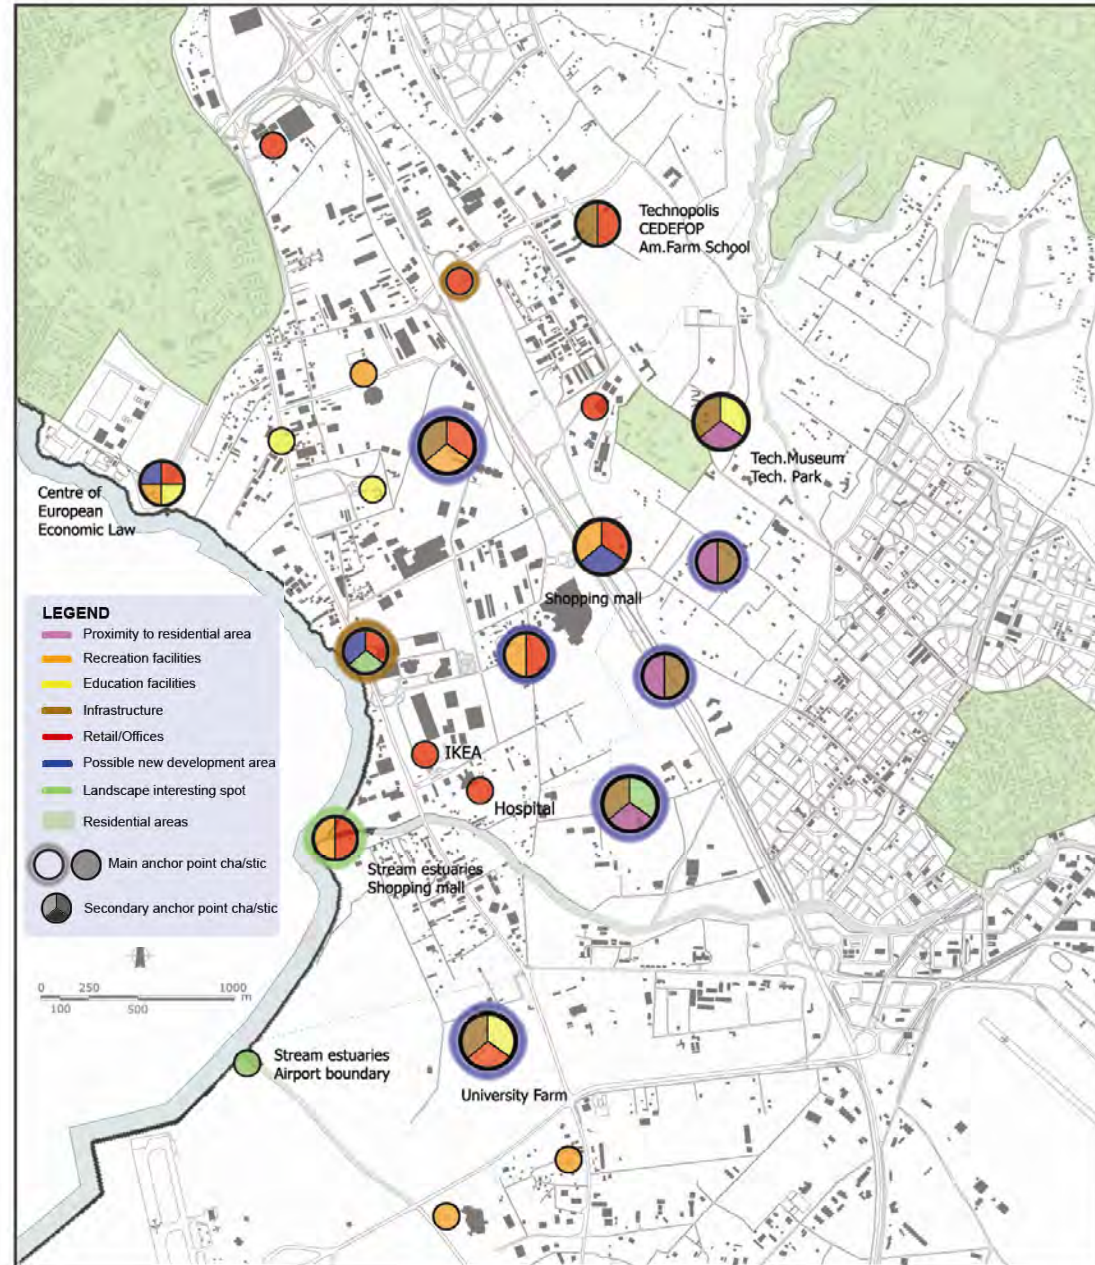 Technopolis
CEDEFOP
Am.Farm School
Tech.Museum
Tech. Park
Centre of
European
Economic Law
Shopping mall
LEGEND
Proximity to residential area
Recreation facilities
Education facilities
Infrastructure
Retail/Offices
Possible new development area
Landscape interesting spot
Residential areas
Main anchor point cha/stic
Secondary anchor point cha/stic
IKEA
Hospital
Stream estuaries
Shopping mall
0 250 1000
m
100 500
Stream estuaries
Airport boundary
University Farm